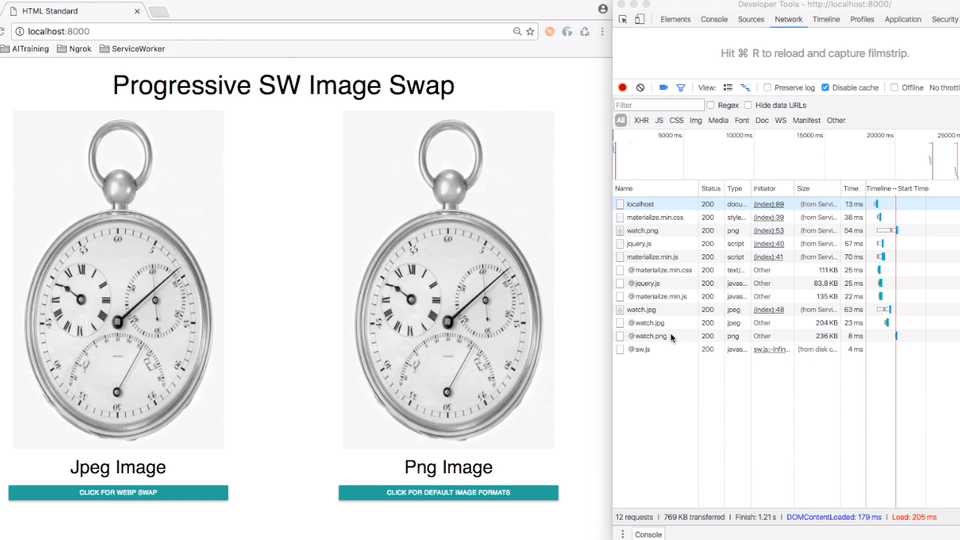 HTML Standard
localhost:8000
AITraining Ngrok ServiceWorker
Progressive SW Image Swap
Jpeg Image
CLICK FOR WEBP SWAP
Png Image
CLICK FOR DEFAULT IMAGE FORMATS
Developer Tools - http://localhost:8000/
Elements Console Sources Network Timeline Profiles Application Security
Hit ⌘ R to reload and capture filmstrip.
View: Preserve log Disable cache Offline No thrott
Filter Regex Hide data URLs
All XHR JS CSS Img Media Font Doc WS Manifest Other
5000 ms 10000 ms 15000 ms 20000 ms 25000 m
Name Status Type Initiator Size Time Timeline – Start Time
localhost 200 docu... (index):69 (from Servi... 13 ms
materialize.min.css 200 style... (index):39 (from Servi... 38 ms
watch.png 200 png (index):53 (from Servi... 54 ms
jquery.js 200 script (index):40 (from Servi... 57 ms
materialize.min.js 200 script (index):41 (from Servi... 70 ms
materialize.min.css 200 text/... Other 111 KB 25 ms
jquery.js 200 javas... Other 83.8 KB 25 ms
materialize.min.js 200 javas... Other 135 KB 22 ms
watch.jpg 200 jpeg (index):48 (from Servi... 63 ms
watch.jpg 200 jpeg Other 204 KB 23 ms
watch.png 200 png Other 236 KB 8 ms
sw.js 200 javas... sw.js:-Infin... (from disk c... 4 ms
12 requests | 769 KB transferred | Finish: 1.21 s | DOMContentLoaded: 179 ms | Load: 205 ms
Console